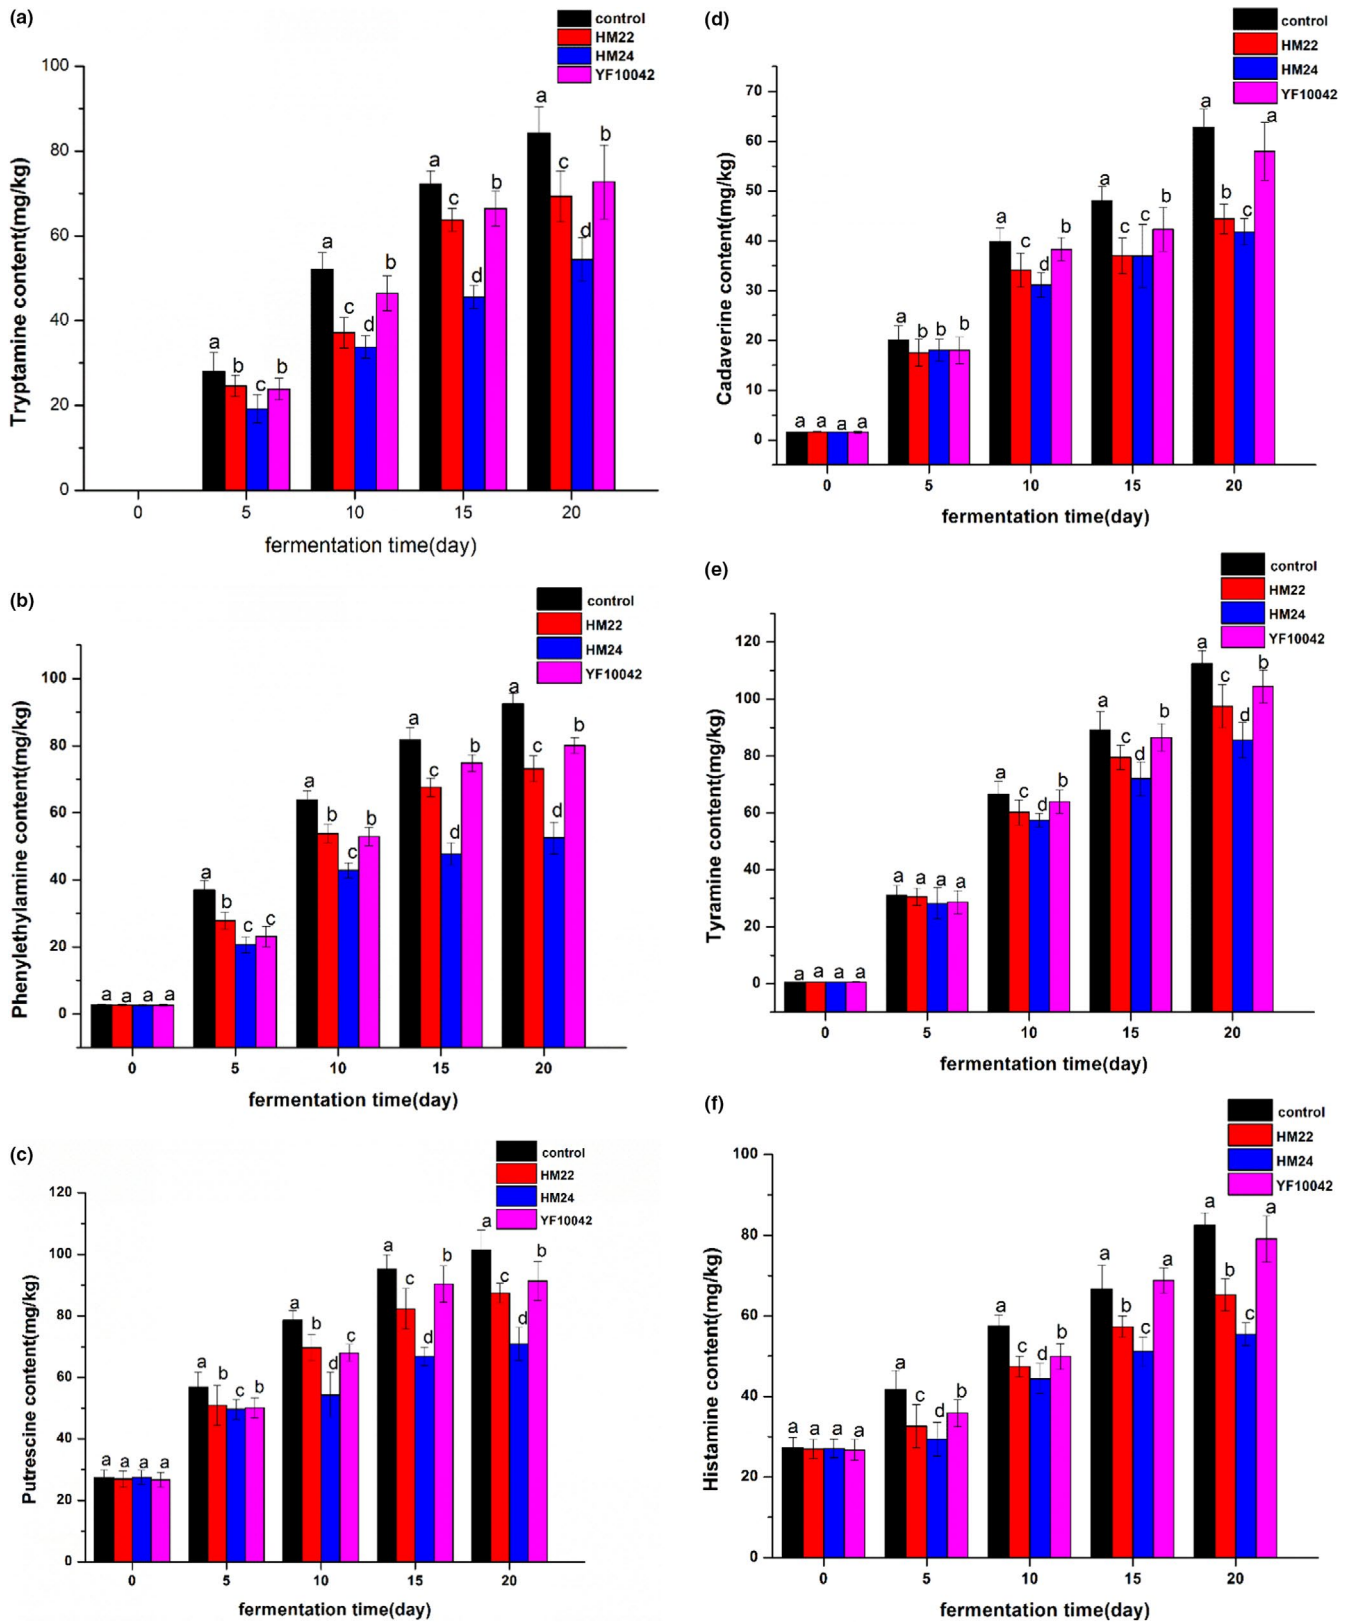 (a)
control
HM22
HM24
YF10042
100
80
60
40
20
0
Tryptamine content(mg/kg)
a b c b
a c d b
a c d b
a c d b
0 5 10 15 20
fermentation time(day)
(b)
control
HM22
HM24
YF10042
100
80
60
40
20
0
Phenylethylamine content(mg/kg)
a a a a
a b c c
a b c b
a c d b
a c d b
0 5 10 15 20
fermentation time(day)
(c)
control
HM22
HM24
YF10042
120
100
80
60
40
20
0
Putrescine content(mg/kg)
a a a a
a b c b
a b d c
a c d b
a c d b
0 5 10 15 20
fermentation time(day)
(d)
control
HM22
HM24
YF10042
70
60
50
40
30
20
10
0
Cadaverine content(mg/kg)
a a a a
a b b b
a c d b
a c c b
a b c a
0 5 10 15 20
fermentation time(day)
(e)
control
HM22
HM24
YF10042
120
100
80
60
40
20
0
Tyramine content(mg/kg)
a a a a
a a a a
a c d b
a c d b
a c d b
0 5 10 15 20
fermentation time(day)
(f)
control
HM22
HM24
YF10042
100
80
60
40
20
0
Histamine content(mg/kg)
a a a a
a c d b
a c d b
a b c a
a b c a
0 5 10 15 20
fermentation time(day)